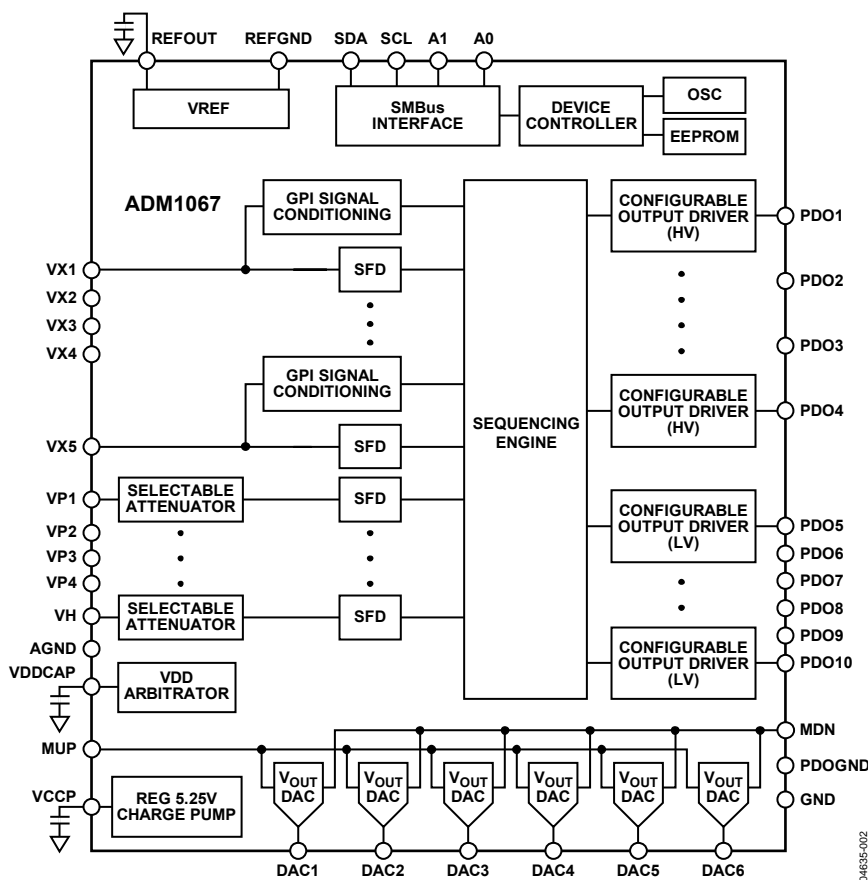 REFOUT
REFGND
SDA
SCL
A1
A0
VREF
SMBus
INTERFACE
DEVICE
CONTROLLER
OSC
EEPROM
ADM1067
GPI SIGNAL
CONDITIONING
CONFIGURABLE
OUTPUT DRIVER
(HV)
PDO1
VX1
SFD
PDO2
VX2
VX3
PDO3
VX4
GPI SIGNAL
CONDITIONING
CONFIGURABLE
OUTPUT DRIVER
(HV)
PDO4
SEQUENCING
ENGINE
VX5
SFD
VP1
SELECTABLE
ATTENUATOR
SFD
CONFIGURABLE
OUTPUT DRIVER
(LV)
PDO5
VP2
PDO6
VP3
PDO7
VP4
PDO8
VH
SELECTABLE
ATTENUATOR
SFD
PDO9
AGND
CONFIGURABLE
OUTPUT DRIVER
(LV)
PDO10
VDDCAP
VDD
ARBITRATOR
MDN
MUP
PDOGND
VOUT
DAC
VOUT
DAC
VOUT
DAC
VOUT
DAC
VOUT
DAC
VOUT
DAC
VCCP
REG 5.25V
CHARGE PUMP
GND
DAC1
DAC2
DAC3
DAC4
DAC5
DAC6
04635-002